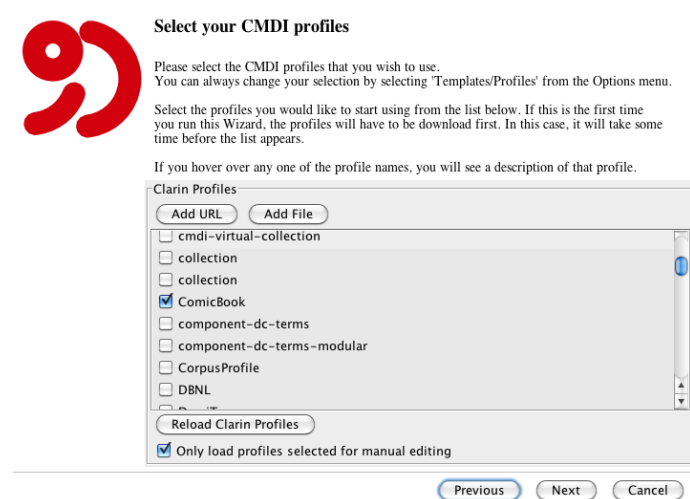 Select your CMDI profiles
Please select the CMDI profiles that you wish to use.
You can always change your selection by selecting 'Templates/Profiles' from the Options menu.
Select the profiles you would like to start using from the list below. If this is the first time
you run this Wizard, the profiles will have to be download first. In this case, it will take some
time before the list appears.
If you hover over any one of the profile names, you will see a description of that profile.
Clarin Profiles
Add URL Add File
cmdi-virtual-collection
collection
collection
ComicBook
component-dc-terms
component-dc-terms-modular
CorpusProfile
DBNL
Reload Clarin Profiles
Only load profiles selected for manual editing
Previous Next Cancel